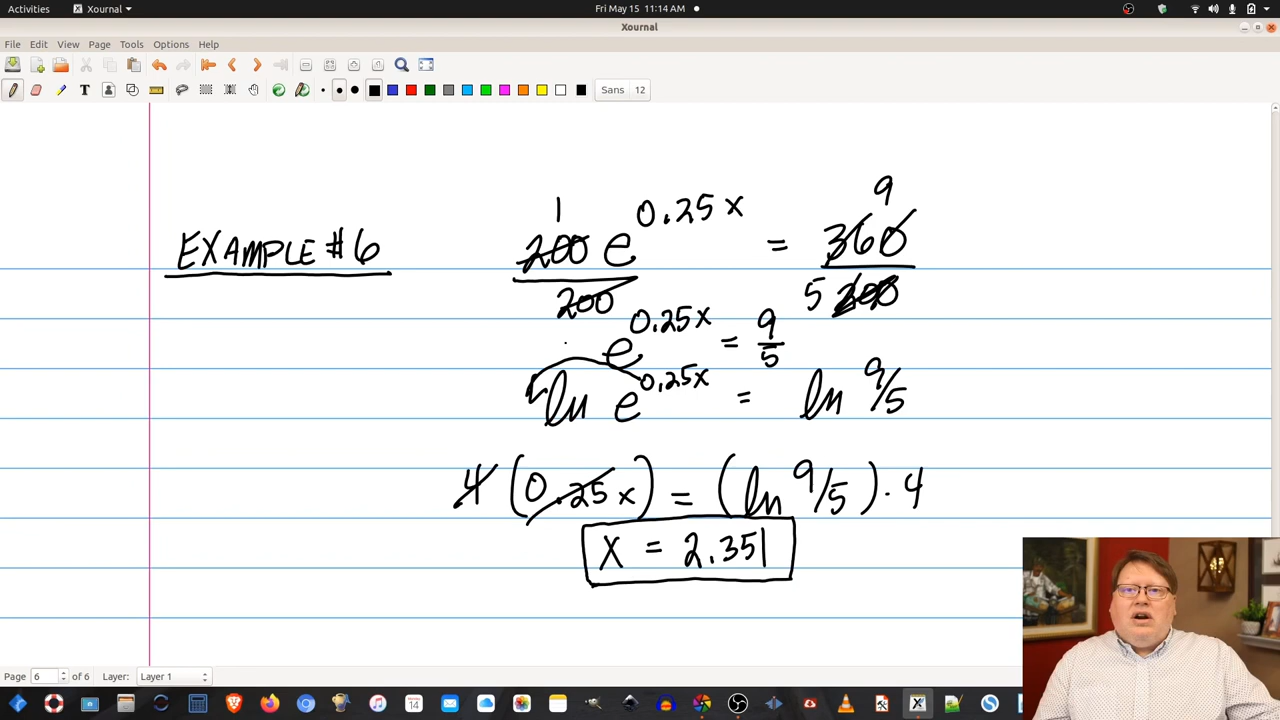 Activities
Xournal
Fri May 15 11:14 AM
Xournal
File Edit View Page Tools Options Help
Sans 12
EXAMPLE #6
1 9
200 e^0.25x = 360
200 5 200
e^0.25x = 9/5
ln e^0.25x = ln 9/5
4 (0.25x) = (ln 9/5) · 4
x = 2.351
Page 6 of 6 Layer: Layer 1